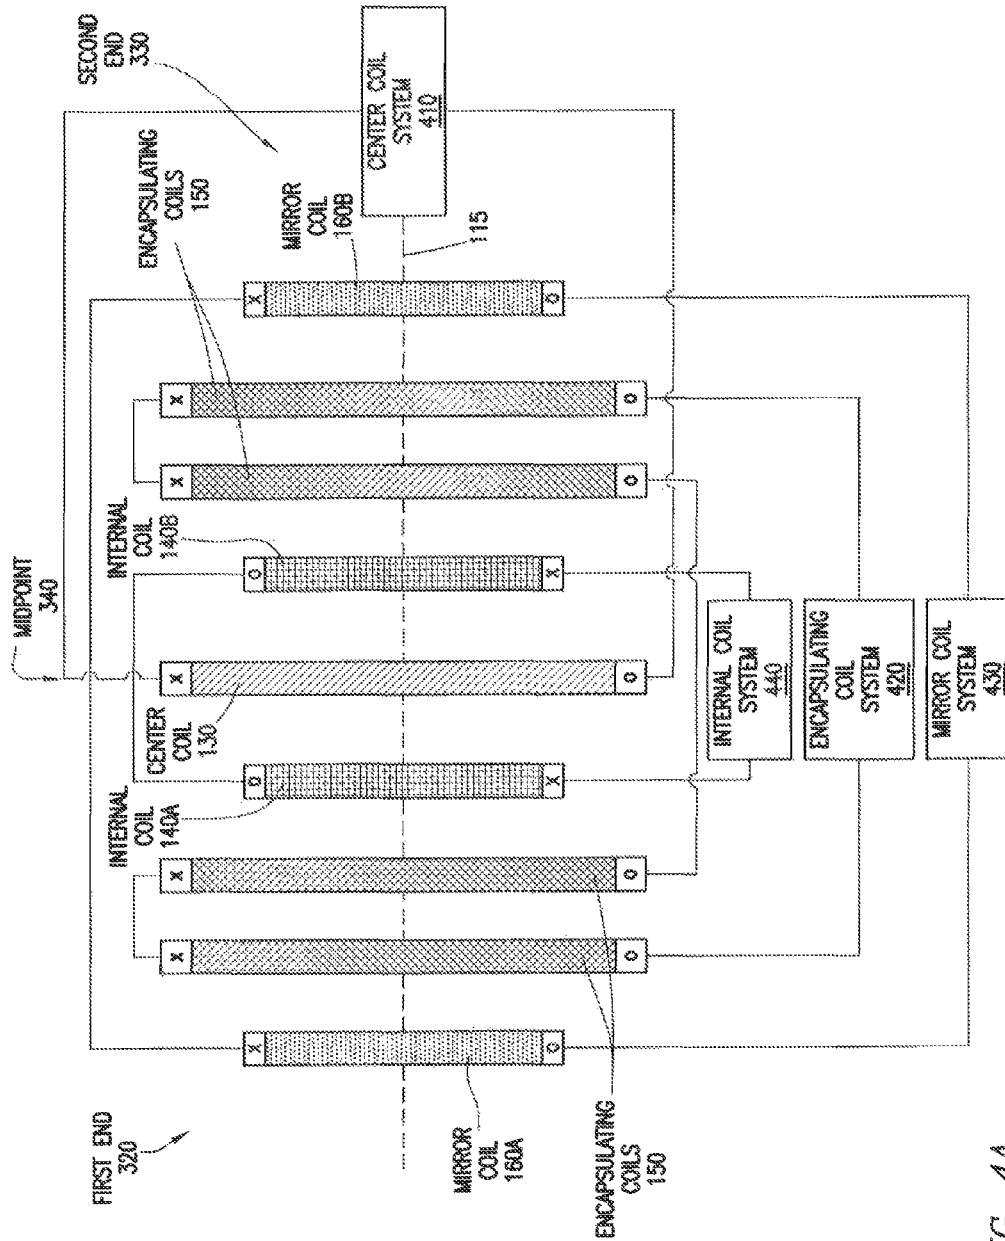 FIRST END
320
MIDPOINT
340
SECOND
END
330
ENCAPSULATING
COILS
150
MIRROR
COIL
160B
CENTER COIL
SYSTEM
410
115
INTERNAL
COIL
140A
CENTER
COIL
130
INTERNAL
COIL
140B
X
X
X
O
X
O
X
X
X
O
O
O
X
O
X
O
O
O
MIRROR
COIL
160A
ENCAPSULATING
COILS
150
INTERNAL COIL
SYSTEM
440
ENCAPSULATING
COIL
SYSTEM
420
MIRROR COIL
SYSTEM
430
4A